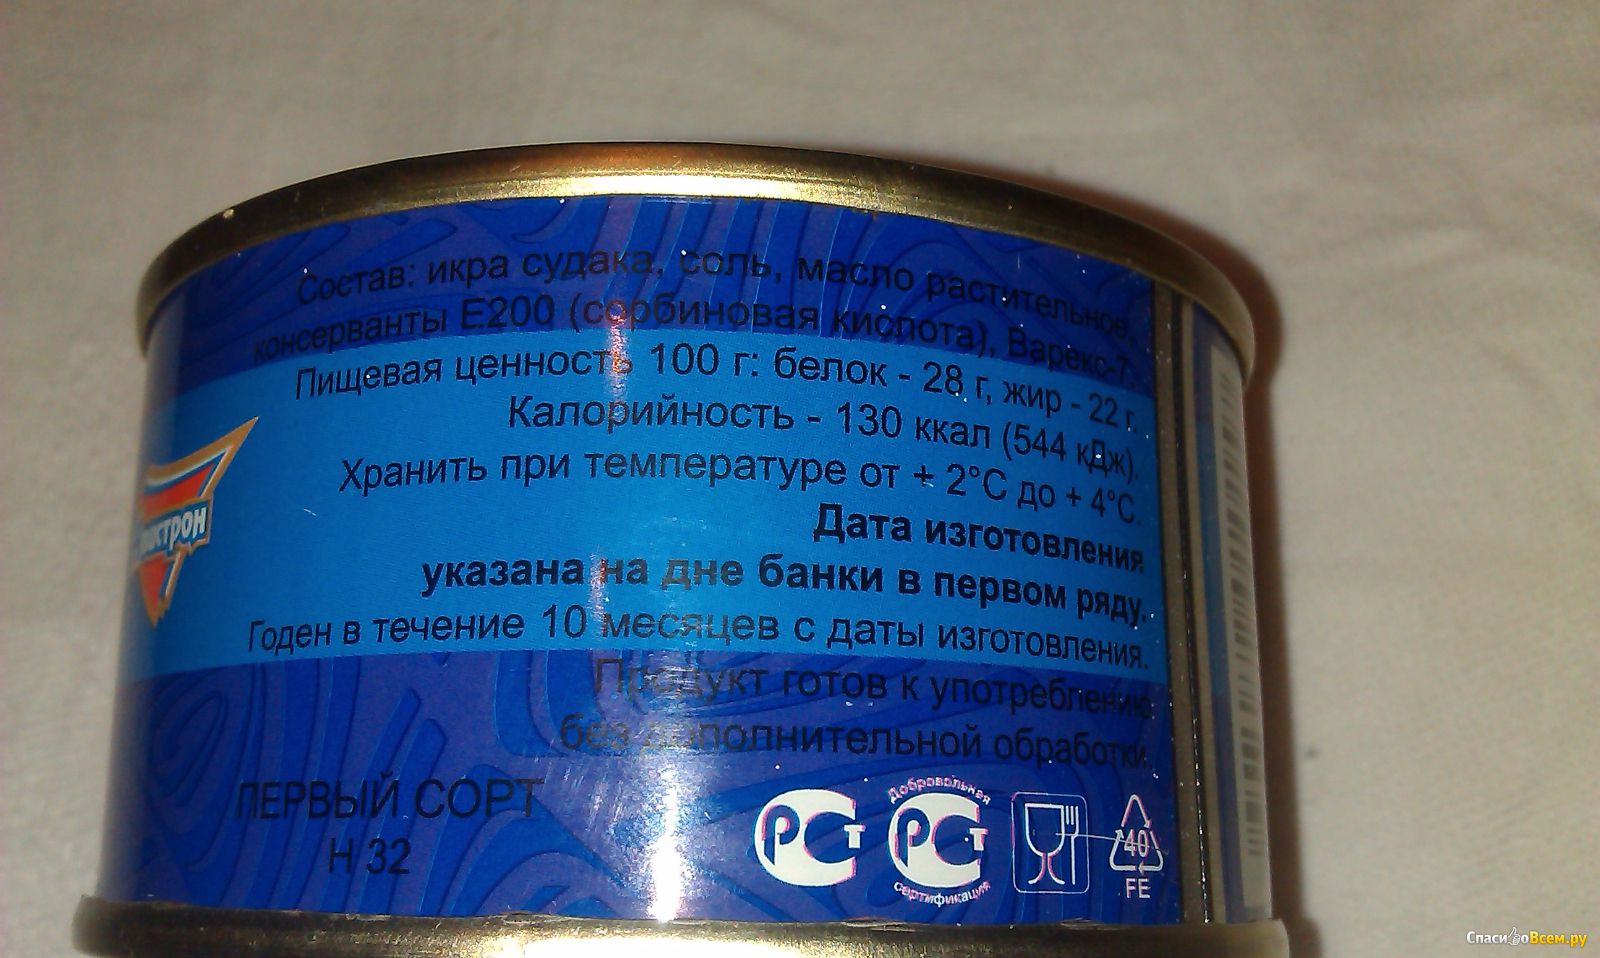 Состав: икра судака, соль, масло растительное,
консерванты Е200 (сорбиновая кислота), Варекс-7.
Пищевая ценность 100 г: белок - 28 г, жир - 22 г.
Калорийность - 130 ккал (544 кДж).
Хранить при температуре от + 2°С до + 4°С.
Дата изготовления
указана на дне банки в первом ряду.
Годен в течение 10 месяцев с даты изготовления.
Продукт готов к употреблению
без дополнительной обработки.
ПЕРВЫЙ СОРТ
Н 32
РСТ
Добровольная
РСТ
сертификация
40
FE
СпасибоВсем.ру